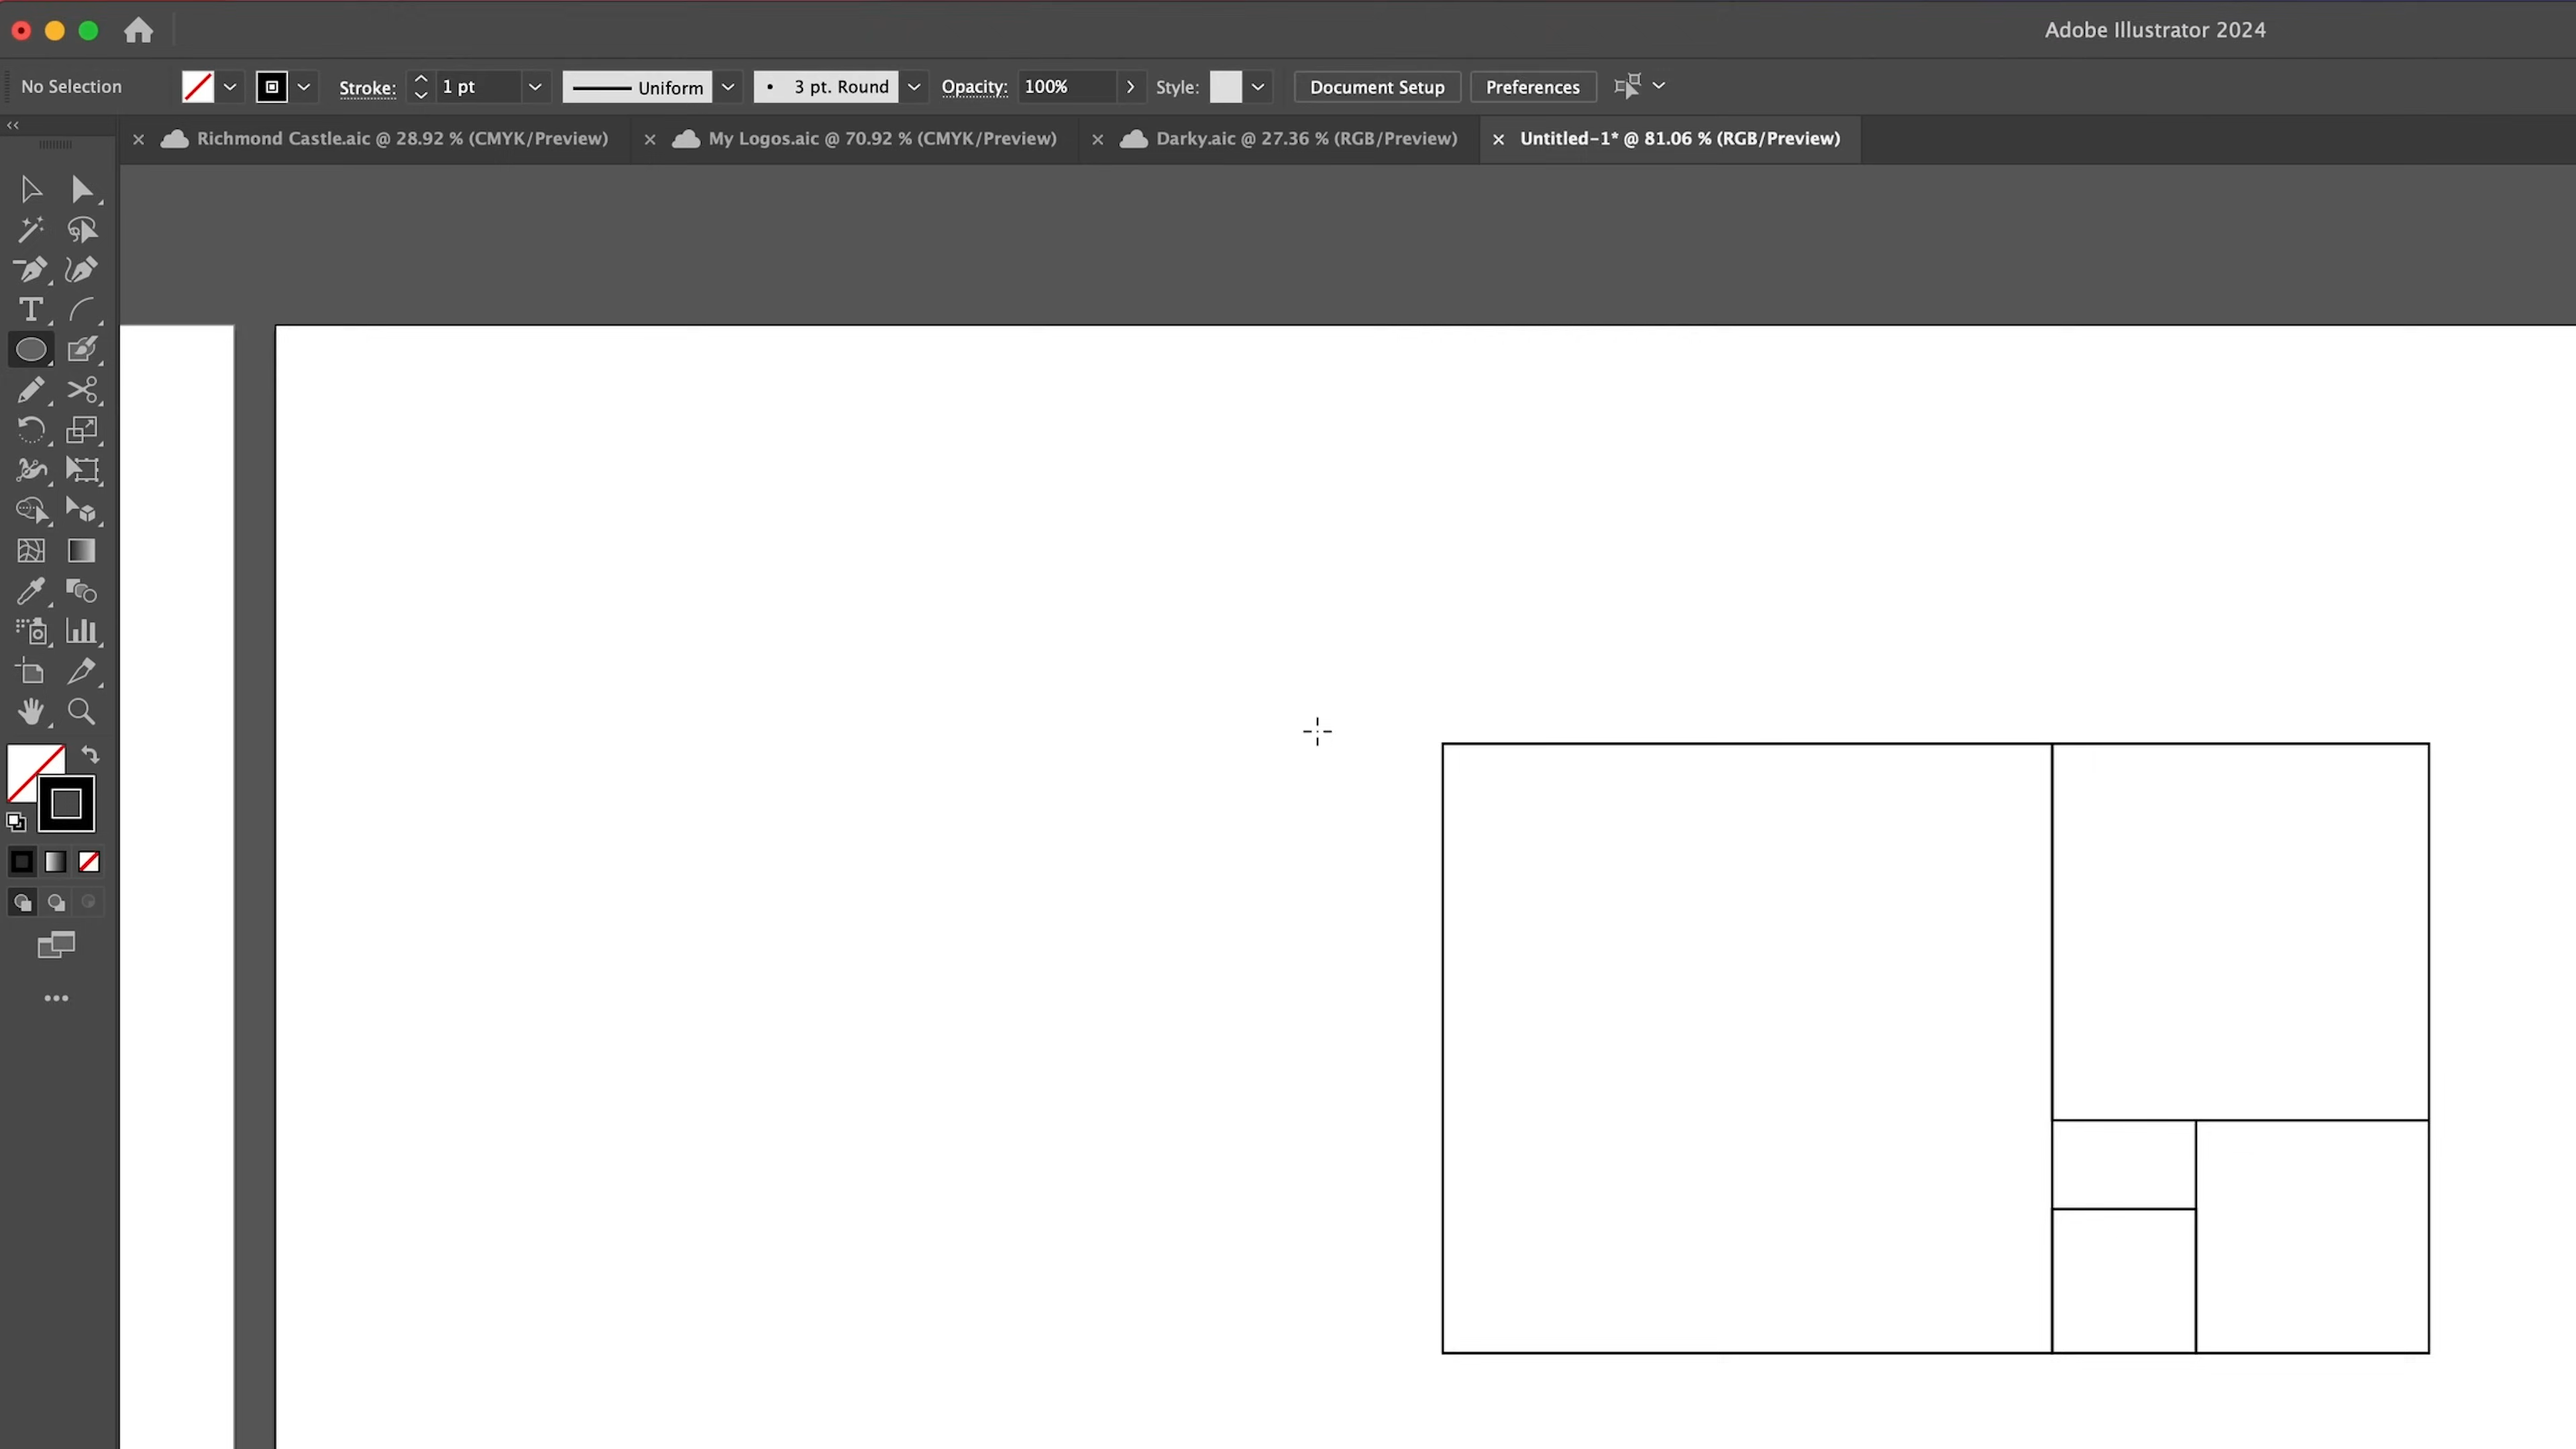 Adobe Illustrator 2024
No Selection Stroke: 1 pt Uniform 3 pt. Round Opacity: 100% Style: Document Setup Preferences
Richmond Castle.aic @ 28.92 % (CMYK/Preview) My Logos.aic @ 70.92 % (CMYK/Preview) Darky.aic @ 27.36 % (RGB/Preview) Untitled-1* @ 81.06 % (RGB/Preview)